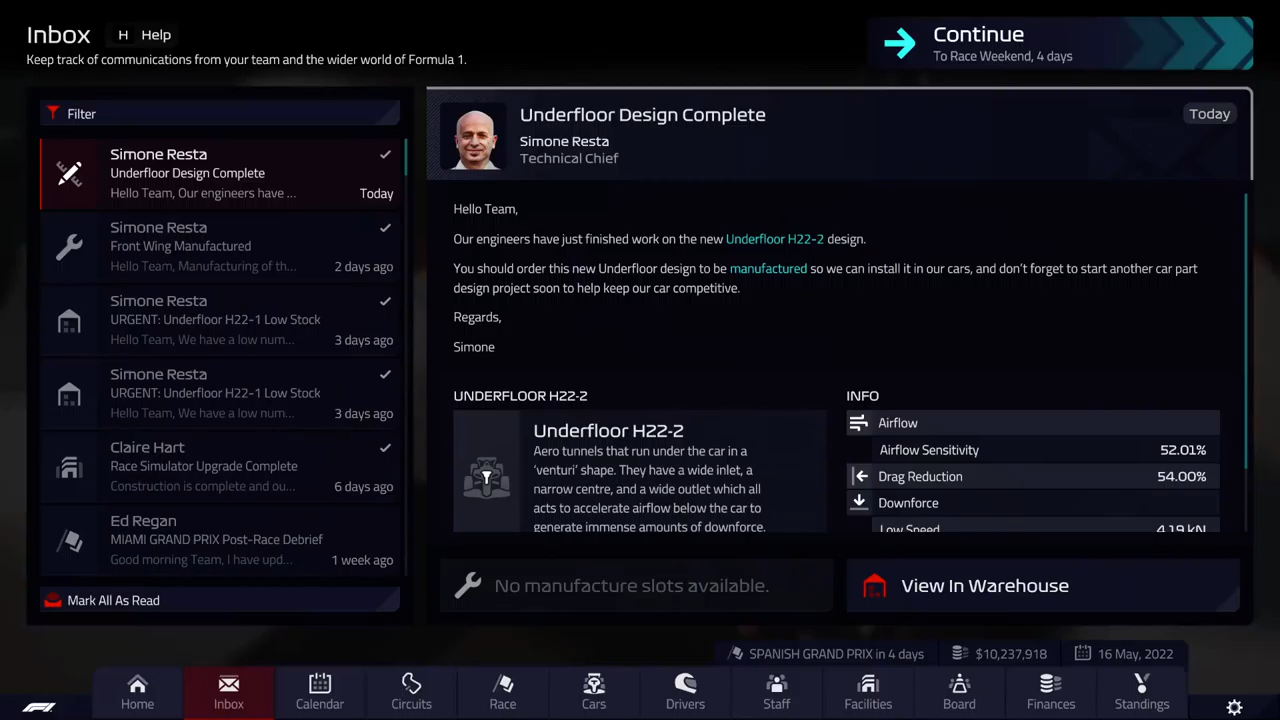 Inbox
H Help
Keep track of communications from your team and the wider world of Formula 1.
Continue
To Race Weekend, 4 days
Filter
Simone Resta
Underfloor Design Complete
Hello Team, Our engineers have ...
Today
Simone Resta
Front Wing Manufactured
Hello Team, Manufacturing of th...
2 days ago
Simone Resta
URGENT: Underfloor H22-1 Low Stock
Hello Team, We have a low num...
3 days ago
Simone Resta
URGENT: Underfloor H22-1 Low Stock
Hello Team, We have a low num...
3 days ago
Claire Hart
Race Simulator Upgrade Complete
Construction is complete and ou...
6 days ago
Ed Regan
MIAMI GRAND PRIX Post-Race Debrief
Good morning Team, I have upd...
1 week ago
Mark All As Read
Underfloor Design Complete
Simone Resta
Technical Chief
Today
Hello Team,
Our engineers have just finished work on the new Underfloor H22-2 design.
You should order this new Underfloor design to be manufactured so we can install it in our cars, and don't forget to start another car part
design project soon to help keep our car competitive.
Regards,
Simone
UNDERFLOOR H22-2
Underfloor H22-2
Aero tunnels that run under the car in a
'venturi' shape. They have a wide inlet, a
narrow centre, and a wide outlet which all
acts to accelerate airflow below the car to
generate immense amounts of downforce.
INFO
Airflow
Airflow Sensitivity 52.01%
Drag Reduction 54.00%
Downforce
Low Speed 4.19 kN
No manufacture slots available.
View In Warehouse
SPANISH GRAND PRIX in 4 days
$10,237,918
16 May, 2022
Home
Inbox
Calendar
Circuits
Race
Cars
Drivers
Staff
Facilities
Board
Finances
Standings